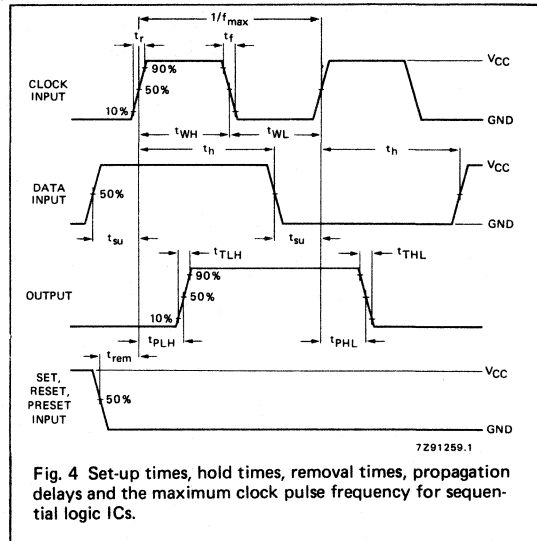 1/fmax
tr
tf
VCC
90%
CLOCK
INPUT
50%
10%
GND
tWH
tWL
th
th
VCC
DATA
INPUT
50%
GND
tsu
tsu
tTLH
tTHL
90%
OUTPUT
50%
10%
tPLH
tPHL
trem
VCC
SET,
RESET,
PRESET
INPUT
50%
GND
7Z91259.1
Fig. 4 Set-up times, hold times, removal times, propagation
delays and the maximum clock pulse frequency for sequen-
tial logic ICs.